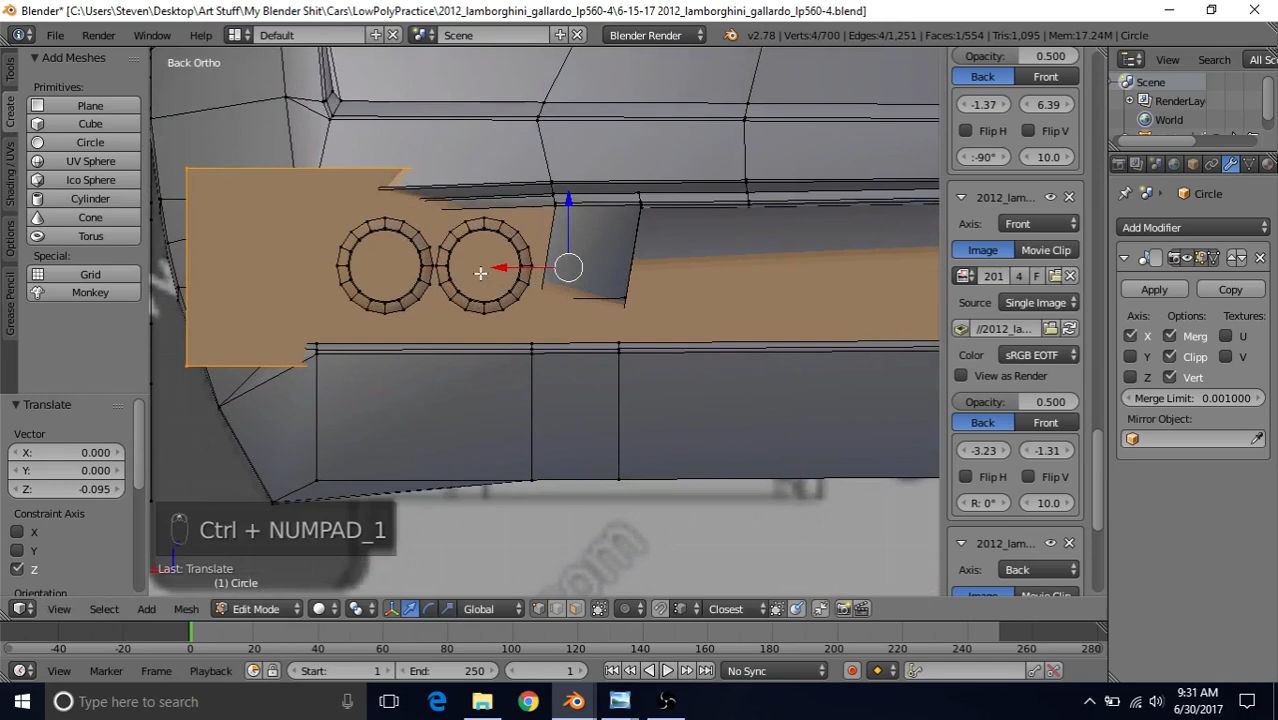 Blender* [C:\Users\Steven\Desktop\Art Stuff\My Blender Shit\Cars\LowPolyPractice\2012_lamborghini_gallardo_lp560-4\6-15-17 2012_lamborghini_gallardo_lp560-4.blend]
File Render Window Help Default Scene Blender Render v2.78 | Verts:4/700 | Edges:4/1,251 | Faces:1/554 | Tris:1,095 | Mem:17.24M | Circle
Tools
Create
Shading / UVs
Options
Grease Pencil
Add Meshes
Primitives:
Plane
Cube
Circle
UV Sphere
Ico Sphere
Cylinder
Cone
Torus
Special:
Grid
Monkey
Translate
Vector
X: 0.000
Y: 0.000
Z: -0.095
Constraint Axis
X
Y
Z
Orientation
Back Ortho
Ctrl + NUMPAD_1
Last: Translate
(1) Circle
om
Opacity: 0.500
Back Front
-1.37 6.39
Flip H Flip V
:-90° 10.0
2012_lam...
Axis: Front
Image Movie Clip
201 4 F
Source Single Image
//2012_la...
Color sRGB EOTF
View as Render
Opacity: 0.500
Back Front
-3.23 -1.31
Flip H Flip V
R: 0° 10.0
2012_lam...
Axis: Back
View Search All Sc
Scene
RenderLay
World
Circle
Add Modifier
Apply Copy
Axis: Options: Textures:
X Merg U
Y Clipp V
Z Vert
Merge Limit: 0.001000
Mirror Object:
View Select Add Mesh Edit Mode Global Closest
-40 -20 0 20 40 60 80 100 120 140 160 180 200 220 240 260 280
View Marker Frame Playback Start: 1 End: 250 1 No Sync
Type here to search
9:31 AM
6/30/2017